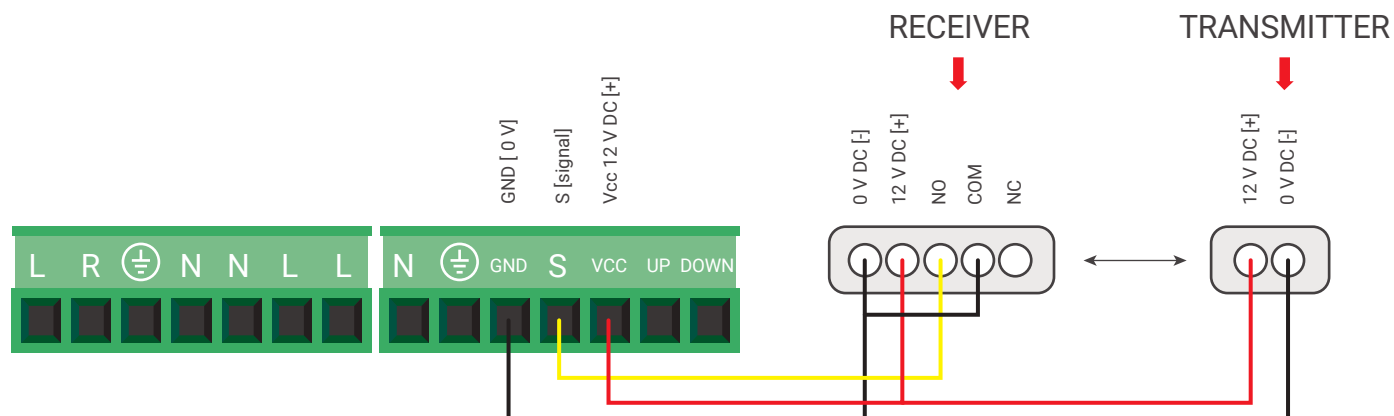 RECEIVER
TRANSMITTER
GND [ 0 V]
S [signal]
Vcc 12 V DC [+]
0 V DC [-]
12 V DC [+]
NO
COM
NC
12 V DC [+]
0 V DC [-]
L R N N L L
N GND S VCC UP DOWN